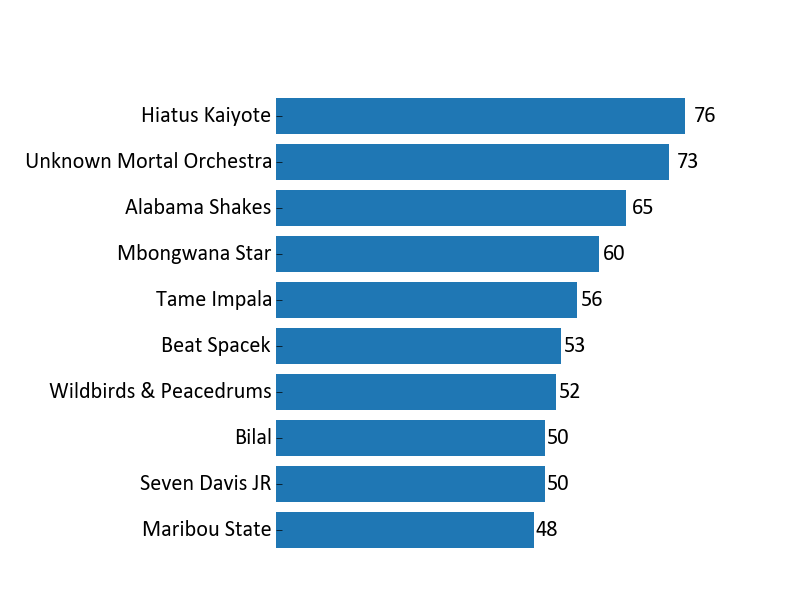 Hiatus Kaiyote 76
Unknown Mortal Orchestra 73
Alabama Shakes 65
Mbongwana Star 60
Tame Impala 56
Beat Spacek 53
Wildbirds & Peacedrums 52
Bilal 50
Seven Davis JR 50
Maribou State 48